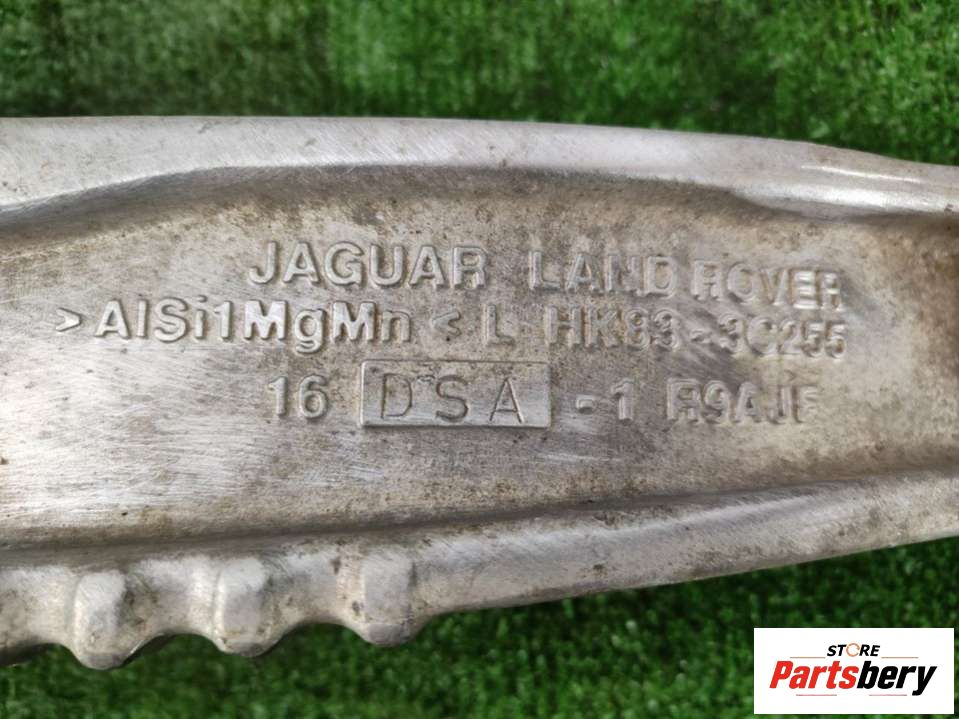 JAGUAR LAND ROVER
>AlSi1MgMn< L HK83-3C255
16 DSA -1 R9AJF
STORE
Partsbery